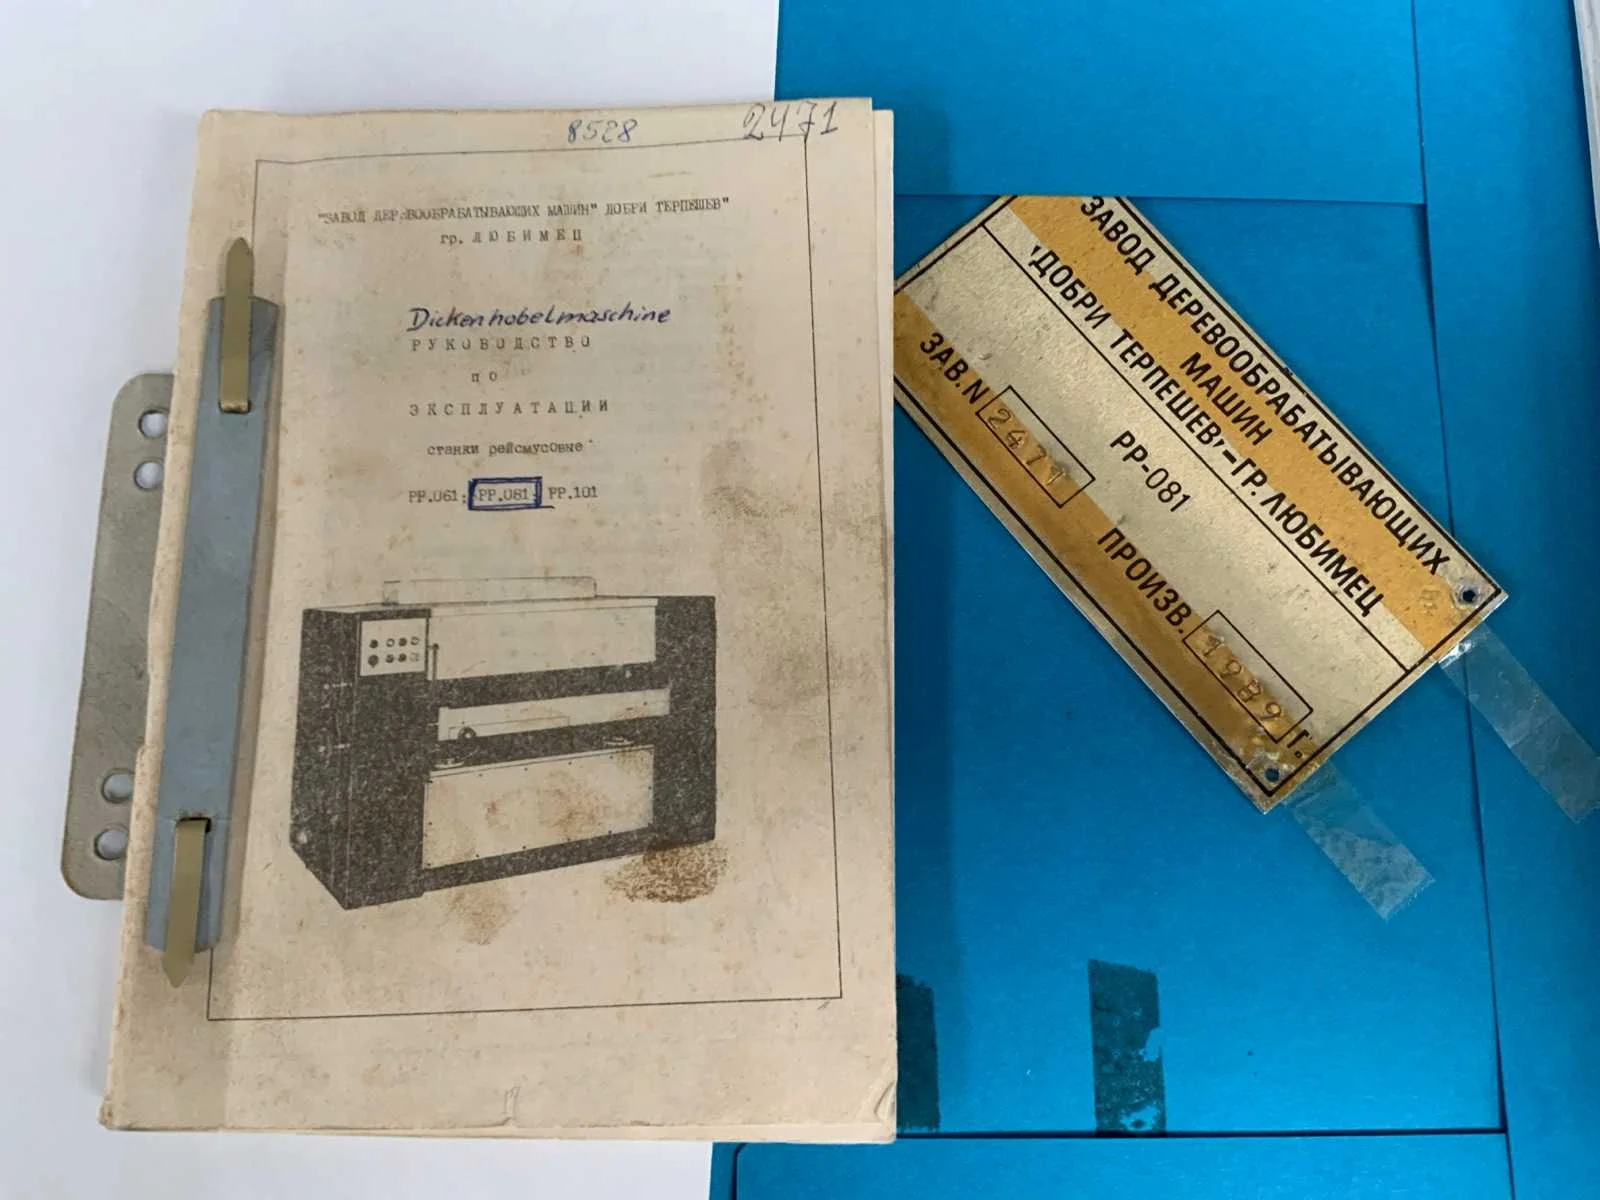 8528
2471
"ЗАВОД ДЕРЕВООБРАБАТЫВАЮЩИХ МАШИН" ДОБРИ ТЕРПЕШЕВ"
гр. ЛЮБИМЕЦ
Dickenhobelmaschine
РУКОВОДСТВО
по
ЭКСПЛУАТАЦИИ
станки рейсмусовые
РР.061; РР.081; РР.101
ЗАВОД ДЕРЕВООБРАБАТЫВАЮЩИХ
МАШИН
'ДОБРИ ТЕРПЕШЕВ'–ГР. ЛЮБИМЕЦ
РР-081
ЗАВ.N 2471
ПРОИЗВ. 1989 Г.